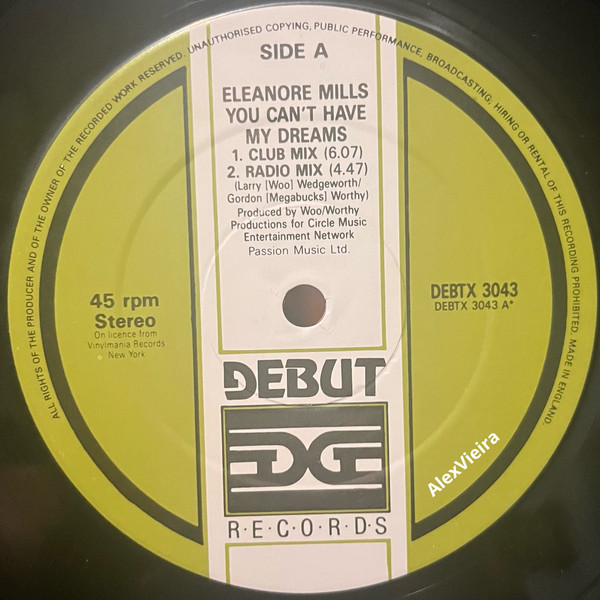 ALL RIGHTS OF THE PRODUCER AND OF THE OWNER OF THE RECORDED WORK RESERVED. UNAUTHORISED COPYING, PUBLIC PERFORMANCE, BROADCASTING, HIRING OR RENTAL OF THIS RECORDING PROHIBITED. MADE IN ENGLAND.
SIDE A
ELEANORE MILLS
YOU CAN'T HAVE
MY DREAMS
1. CLUB MIX (6.07)
2. RADIO MIX (4.47)
(Larry [Woo] Wedgeworth/
Gordon [Megabucks] Worthy)
Produced by Woo/Worthy
Productions for Circle Music
Entertainment Network
Passion Music Ltd.
45 rpm
Stereo
On licence from
Vinylmania Records
New York
DEBTX 3043
DEBTX 3043 A*
DEBUT
R·E·C·O·R·D·S
AlexVieira